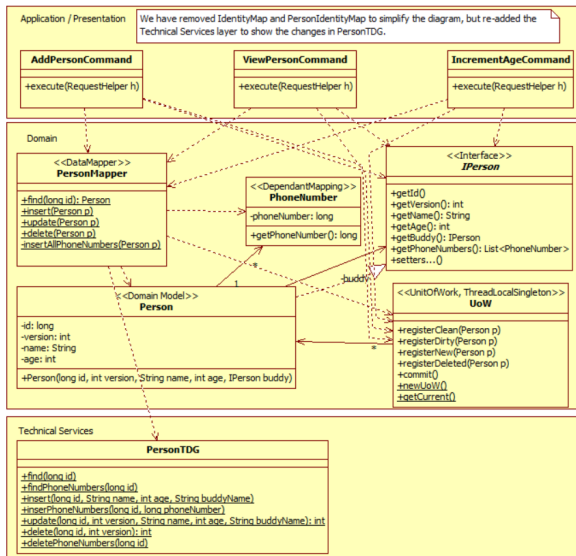 Application / Presentation
We have removed IdentityMap and PersonIdentityMap to simplify the diagram, but re-added the
Technical Services layer to show the changes in PersonTDG.
AddPersonCommand
+execute(RequestHelper h)
ViewPersonCommand
+execute(RequestHelper h)
IncrementAgeCommand
+execute(RequestHelper h)
Domain
<<DataMapper>>
PersonMapper
+find(long id): Person
+insert(Person p)
+update(Person p)
+delete(Person p)
-insertAllPhoneNumbers(Person p)
<<DependantMapping>>
PhoneNumber
-phoneNumber: long
+getPhoneNumber(): long
<<Interface>>
IPerson
+getId()
+getVersion(): int
+getName(): String
+getAge(): int
+getBuddy(): IPerson
+getPhoneNumbers(): List<PhoneNumber>
+setters...()
*
1
-buddy
<<Domain Model>>
Person
-id: long
-version: int
-name: String
-age: int
+Person(long id, int version, String name, int age, IPerson buddy)
*
<<UnitOfWork, ThreadLocalSingleton>>
UoW
+registerClean(Person p)
+registerDirty(Person p)
+registerNew(Person p)
+registerDeleted(Person p)
+commit()
+newUoW()
+getCurrent()
Technical Services
PersonTDG
+find(long id)
+findPhoneNumbers(long id)
+insert(long id, String name, int age, String buddyName)
+inserPhoneNumbers(long id, long phoneNumber)
+update(long id, int version, String name, int age, String buddyName): int
+delete(long id, int version): int
+deletePhoneNumbers(long id)